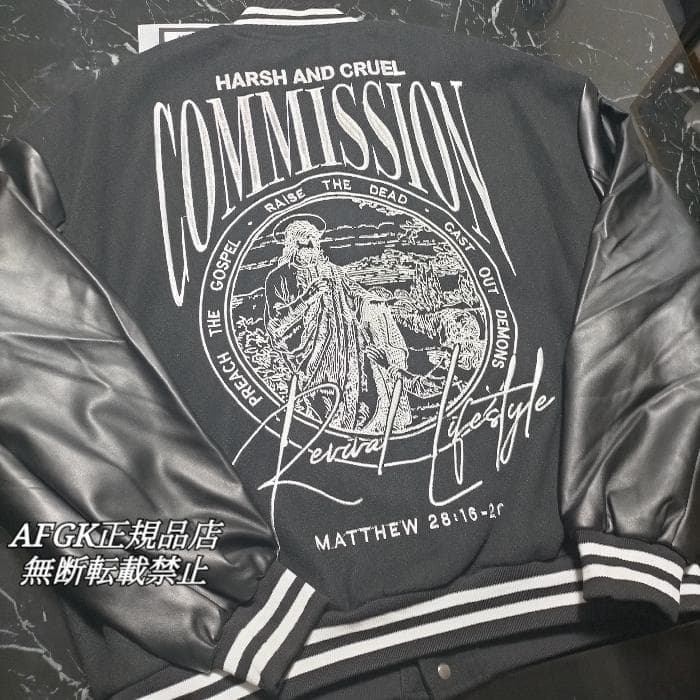 HARSH AND CRUEL
COMMISSION
PREACH THE GOSPEL - RAISE THE DEAD - CAST OUT DEMONS
Revival Lifestyle
MATTHEW 28:16-20
AFGK正規品店
無断転載禁止